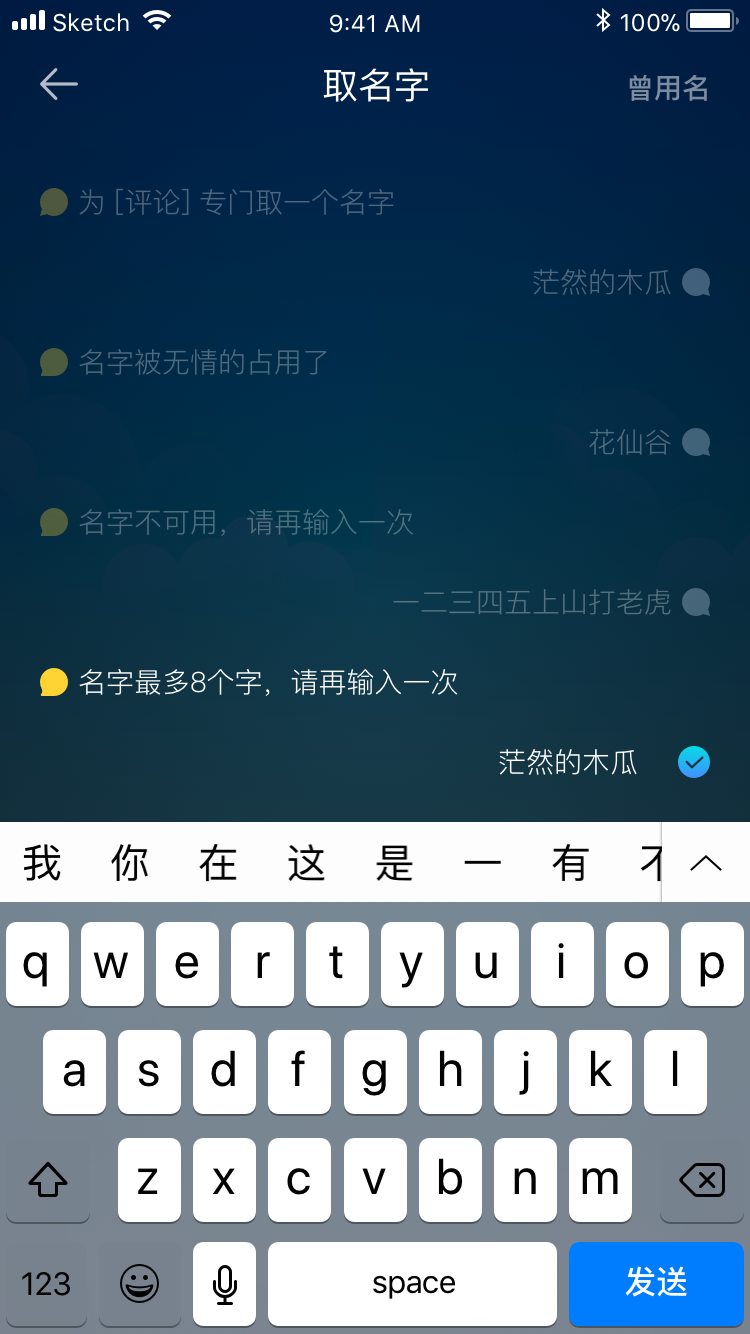 Sketch 9:41 AM 100%
取名字 曾用名
为 [评论] 专门取一个名字
茫然的木瓜
名字被无情的占用了
花仙谷
名字不可用，请再输入一次
一二三四五上山打老虎
名字最多8个字，请再输入一次
茫然的木瓜
我 你 在 这 是 一 有 不
q w e r t y u i o p
a s d f g h j k l
z x c v b n m
123 space 发送